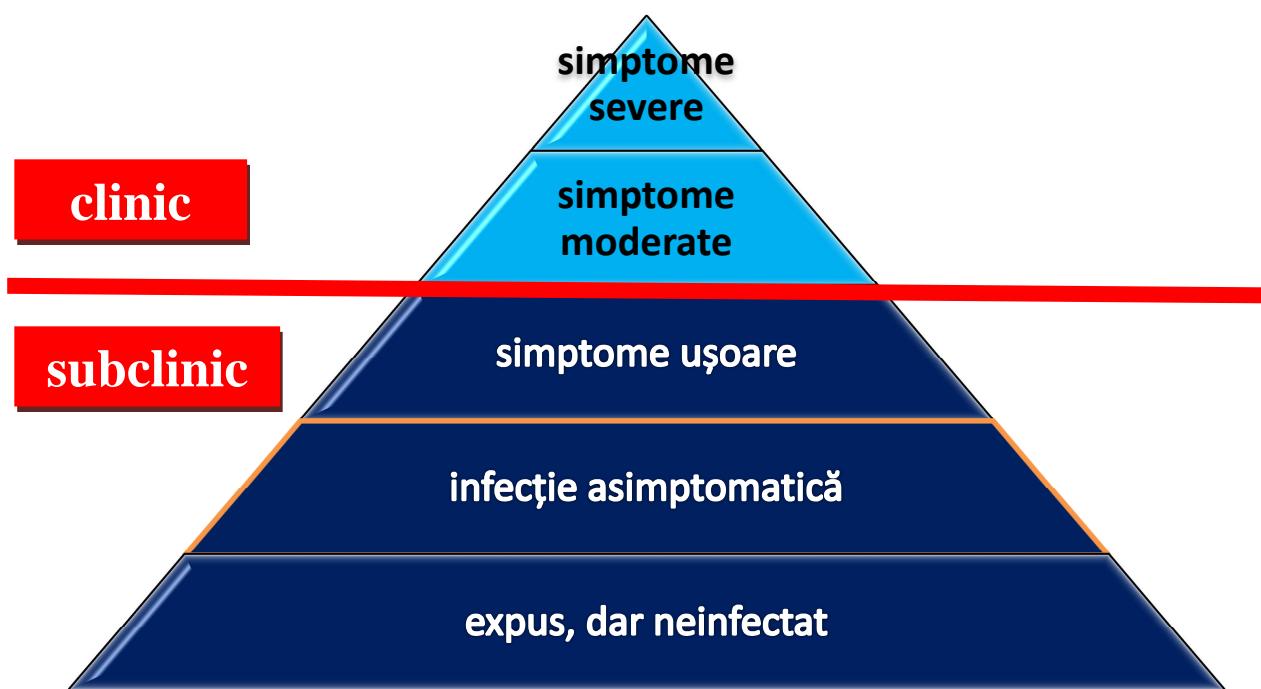 simptome
severe
clinic
simptome
moderate
subclinic
simptome ușoare
infecție asimptomatică
expus, dar neinfectat